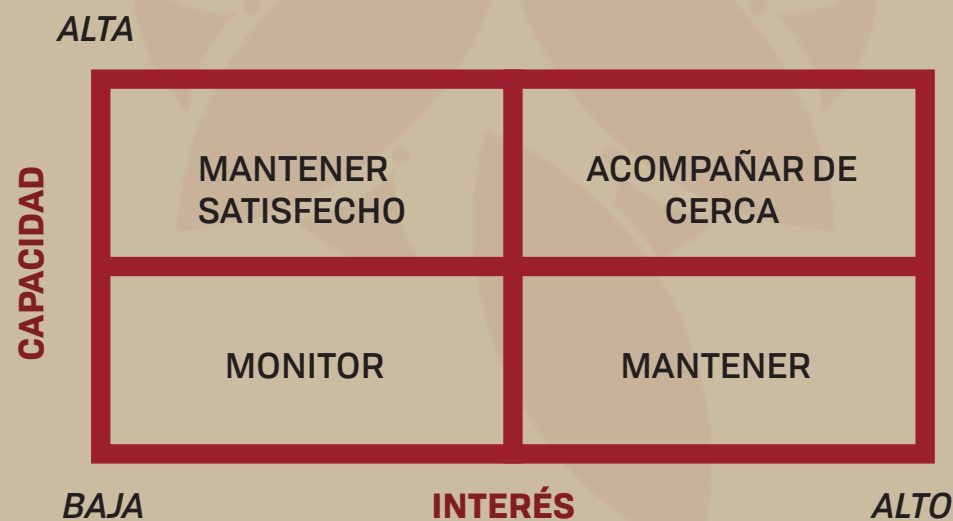 ALTA
CAPACIDAD
MANTENER
SATISFECHO
ACOMPAÑAR DE
CERCA
MONITOR
MANTENER
BAJA
INTERÉS
ALTO